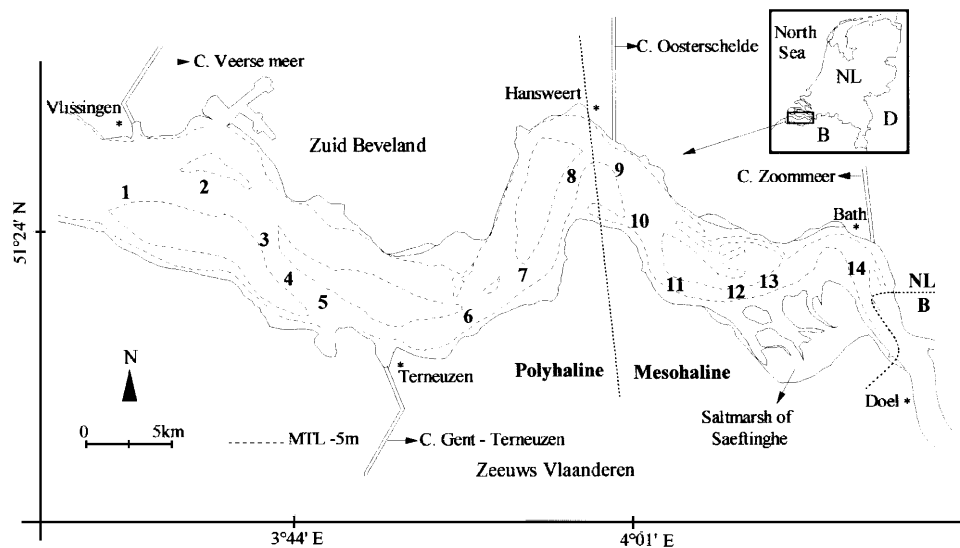 North
Sea
NL
D
B
C. Oosterschelde
C. Veerse meer
Vlissingen
*
Hansweert
*
Zuid Beveland
C. Zoommeer
Bath
*
1
2
3
4
5
6
7
8
9
10
11
12
13
14
51°24' N
NL
B
N
Terneuzen
*
Polyhaline
Mesohaline
Doel
*
Saltmarsh of
Saeftinghe
0 5km
MTL -5m
C. Gent - Terneuzen
Zeeuws Vlaanderen
3°44' E
4°01' E